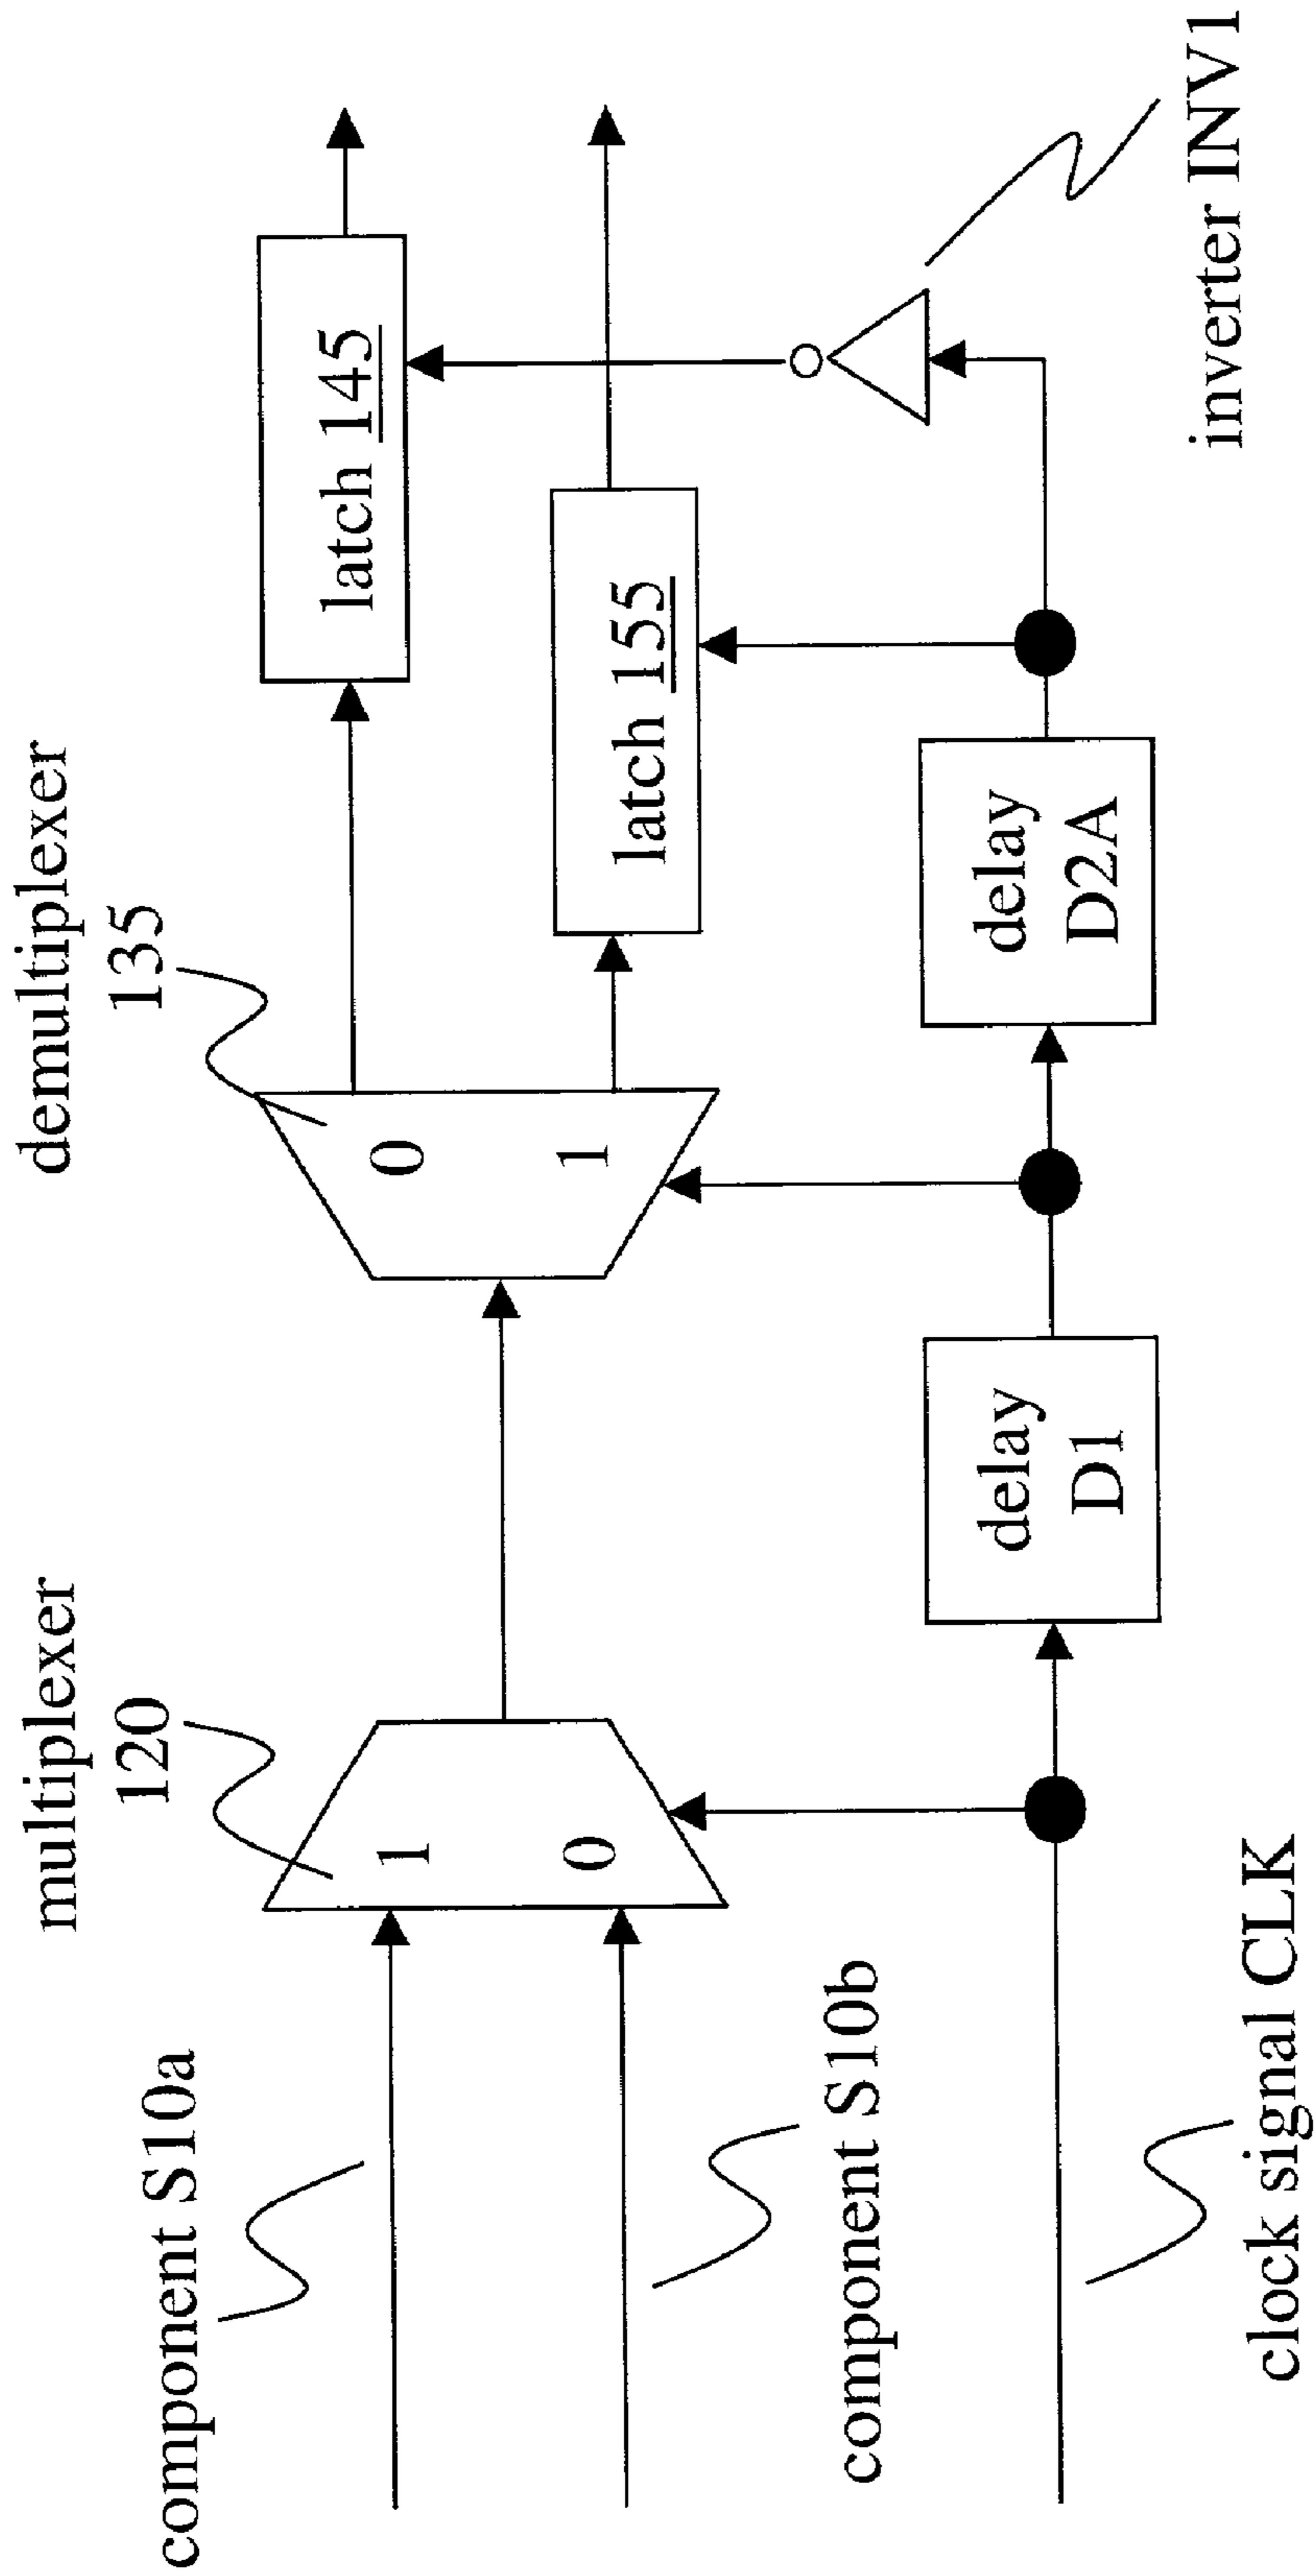 multiplexer
120
demultiplexer
135
component S10a
1
0
0
1
latch 145
latch 155
component S10b
delay
D1
delay
D2A
clock signal CLK
inverter INV1